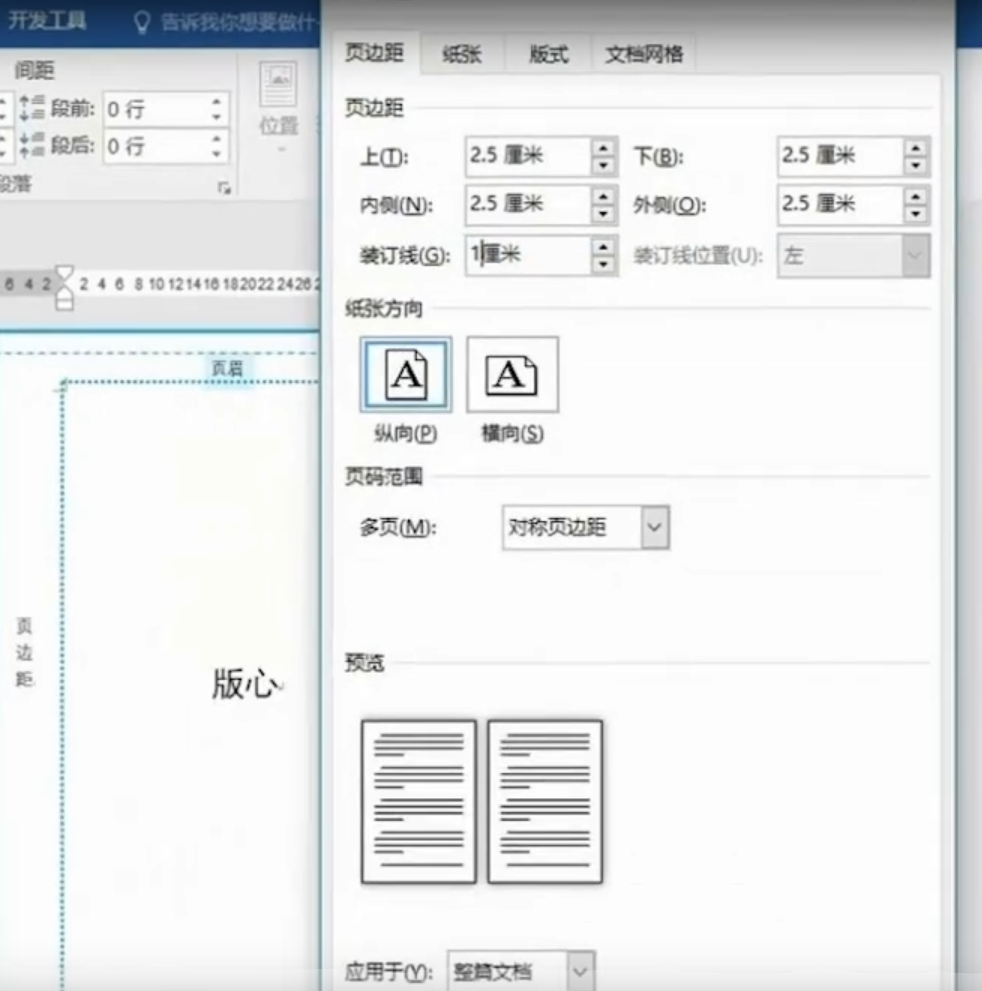 开发工具 告诉我你想要做什
间距
段前: 0 行
段后: 0 行
位置
段落
6 4 2 2 4 6 8 10 12 14 16 18 20 22 24 26 2
页眉
页边距
版心
页边距 纸张 版式 文档网格
页边距
上(T): 2.5 厘米 下(B): 2.5 厘米
内侧(N): 2.5 厘米 外侧(O): 2.5 厘米
装订线(G): 1厘米 装订线位置(U): 左
纸张方向
A A
纵向(P) 横向(S)
页码范围
多页(M): 对称页边距
预览
应用于(Y): 整篇文档